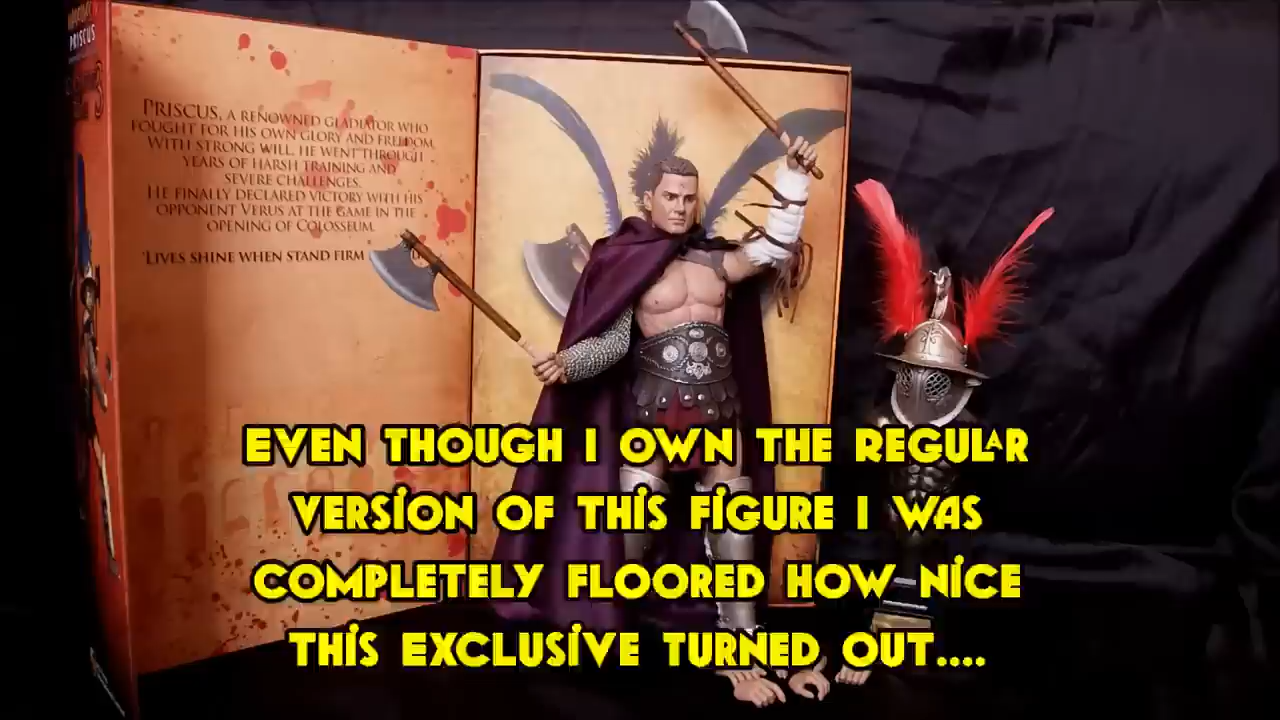 PRISCUS
PRISCUS, A RENOWNED GLADIATOR WHO
FOUGHT FOR HIS OWN GLORY AND FREEDOM.
WITH STRONG WILL, HE WENT THROUGH
YEARS OF HARSH TRAINING AND
SEVERE CHALLENGES.
HE FINALLY DECLARED VICTORY WITH HIS
OPPONENT VERUS AT THE GAME IN THE
OPENING OF COLOSSEUM.
'LIVES SHINE WHEN STAND FIRM
EVEN THOUGH I OWN THE REGULAR
VERSION OF THIS FIGURE I WAS
COMPLETELY FLOORED HOW NICE
THIS EXCLUSIVE TURNED OUT....